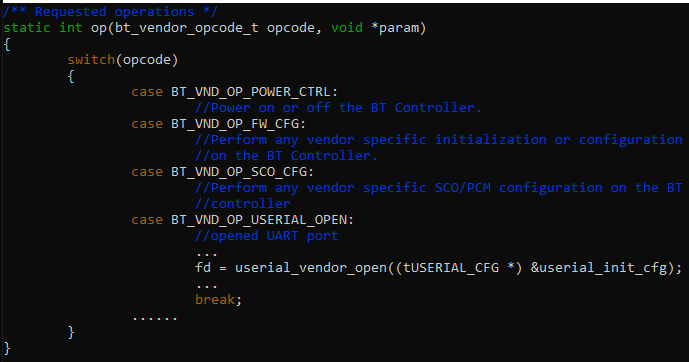 /** Requested operations */
static int op(bt_vendor_opcode_t opcode, void *param)
{
switch(opcode)
{
case BT_VND_OP_POWER_CTRL:
//Power on or off the BT Controller.
case BT_VND_OP_FW_CFG:
//Perform any vendor specific initialization or configuration
//on the BT Controller.
case BT_VND_OP_SCO_CFG:
//Perform any vendor specific SCO/PCM configuration on the BT
//controller
case BT_VND_OP_USERIAL_OPEN:
//opened UART port
...
fd = userial_vendor_open((tUSERIAL_CFG *) &userial_init_cfg);
...
break;
......
}
}